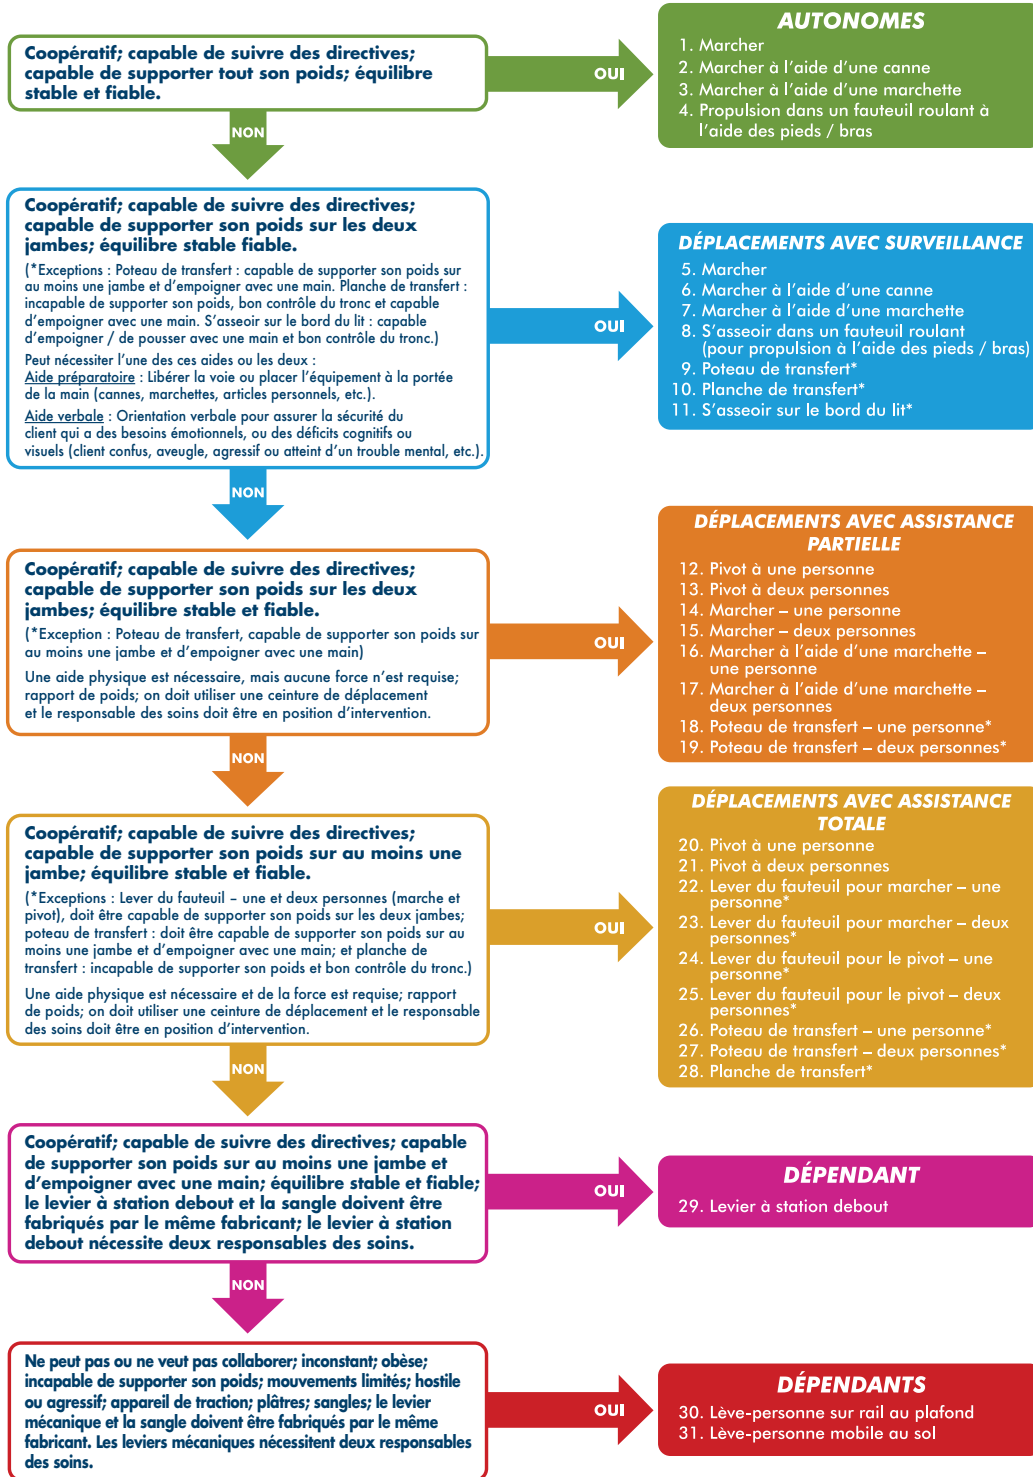 Coopératif; capable de suivre des directives;
capable de supporter tout son poids; équilibre
stable et fiable.
OUI
AUTONOMES
1. Marcher
2. Marcher à l'aide d'une canne
3. Marcher à l'aide d'une marchette
4. Propulsion dans un fauteuil roulant à
l'aide des pieds / bras
NON
Coopératif; capable de suivre des directives;
capable de supporter son poids sur les deux
jambes; équilibre stable fiable.
(*Exceptions : Poteau de transfert : capable de supporter son poids sur
au moins une jambe et d'empoigner avec une main. Planche de transfert :
incapable de supporter son poids, bon contrôle du tronc et capable
d'empoigner avec une main. S'asseoir sur le bord du lit : capable
d'empoigner / de pousser avec une main et bon contrôle du tronc.)
Peut nécessiter l'une des ces aides ou les deux :
Aide préparatoire : Libérer la voie ou placer l'équipement à la portée
de la main (cannes, marchettes, articles personnels, etc.).
Aide verbale : Orientation verbale pour assurer la sécurité du
client qui a des besoins émotionnels, ou des déficits cognitifs ou
visuels (client confus, aveugle, agressif ou atteint d'un trouble mental, etc.).
OUI
DÉPLACEMENTS AVEC SURVEILLANCE
5. Marcher
6. Marcher à l'aide d'une canne
7. Marcher à l'aide d'une marchette
8. S'asseoir dans un fauteuil roulant
(pour propulsion à l'aide des pieds / bras)
9. Poteau de transfert*
10. Planche de transfert*
11. S'asseoir sur le bord du lit*
NON
Coopératif; capable de suivre des directives;
capable de supporter son poids sur les deux
jambes; équilibre stable et fiable.
(*Exception : Poteau de transfert, capable de supporter son poids sur
au moins une jambe et d'empoigner avec une main)
Une aide physique est nécessaire, mais aucune force n'est requise;
rapport de poids; on doit utiliser une ceinture de déplacement
et le responsable des soins doit être en position d'intervention.
OUI
DÉPLACEMENTS AVEC ASSISTANCE
PARTIELLE
12. Pivot à une personne
13. Pivot à deux personnes
14. Marcher – une personne
15. Marcher – deux personnes
16. Marcher à l'aide d'une marchette –
une personne
17. Marcher à l'aide d'une marchette –
deux personnes
18. Poteau de transfert – une personne*
19. Poteau de transfert – deux personnes*
NON
Coopératif; capable de suivre des directives;
capable de supporter son poids sur au moins une
jambe; équilibre stable et fiable.
(*Exceptions : Lever du fauteuil – une et deux personnes (marche et
pivot), doit être capable de supporter son poids sur les deux jambes;
poteau de transfert : doit être capable de supporter son poids sur au
moins une jambe et d'empoigner avec une main; et planche de
transfert : incapable de supporter son poids et bon contrôle du tronc.)
Une aide physique est nécessaire et de la force est requise; rapport
de poids; on doit utiliser une ceinture de déplacement et le responsable
des soins doit être en position d'intervention.
OUI
DÉPLACEMENTS AVEC ASSISTANCE
TOTALE
20. Pivot à une personne
21. Pivot à deux personnes
22. Lever du fauteuil pour marcher – une
personne*
23. Lever du fauteuil pour marcher – deux
personnes*
24. Lever du fauteuil pour le pivot – une
personne*
25. Lever du fauteuil pour le pivot – deux
personnes*
26. Poteau de transfert – une personne*
27. Poteau de transfert – deux personnes*
28. Planche de transfert*
NON
Coopératif; capable de suivre des directives; capable
de supporter son poids sur au moins une jambe et
d'empoigner avec une main; équilibre stable et fiable;
le levier à station debout et la sangle doivent être
fabriqués par le même fabricant; le levier à station
debout nécessite deux responsables des soins.
OUI
DÉPENDANT
29. Levier à station debout
NON
Ne peut pas ou ne veut pas collaborer; inconstant; obèse;
incapable de supporter son poids; mouvements limités; hostile
ou agressif; appareil de traction; plâtres; sangles; le levier
mécanique et la sangle doivent être fabriqués par le même
fabricant. Les leviers mécaniques nécessitent deux responsables
des soins.
OUI
DÉPENDANTS
30. Lève-personne sur rail au plafond
31. Lève-personne mobile au sol